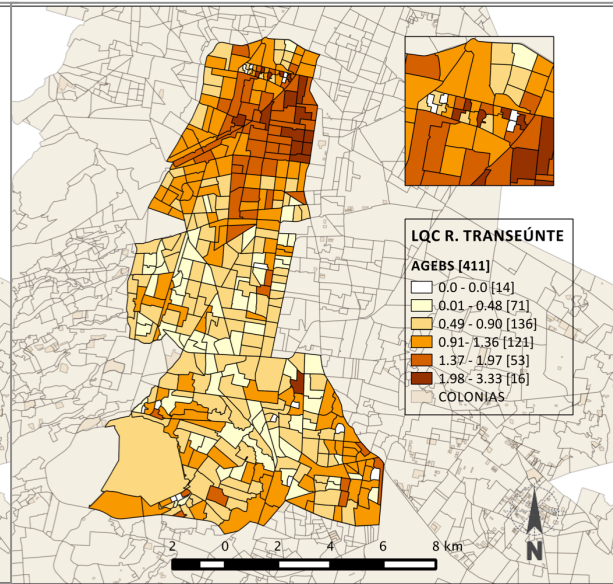 LQC R. TRANSEÚNTE
AGEBS [411]
0.0 - 0.0 [14]
0.01 - 0.48 [71]
0.49 - 0.90 [136]
0.91- 1.36 [121]
1.37 - 1.97 [53]
1.98 - 3.33 [16]
COLONIAS
N
2 0 2 4 6 8 km